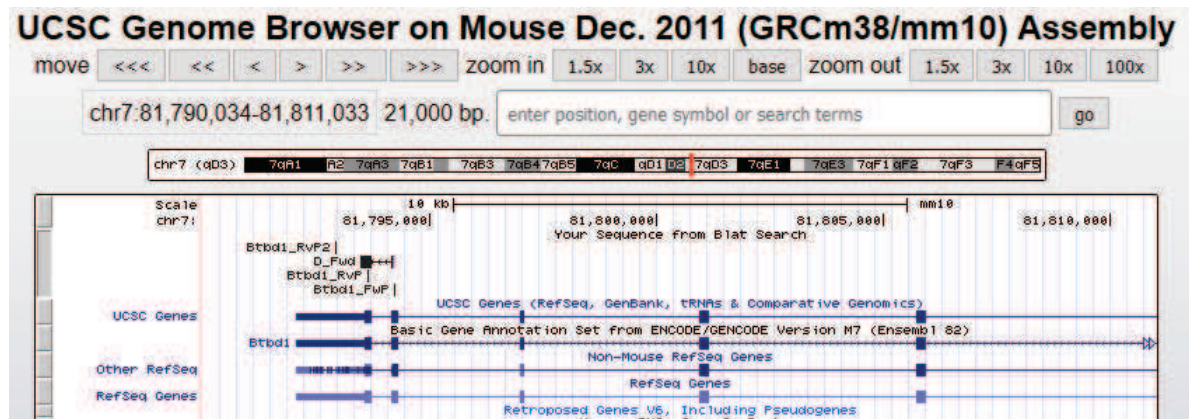 UCSC Genome Browser on Mouse Dec. 2011 (GRCm38/mm10) Assembly
move <<< << < > >> >>> zoom in 1.5x 3x 10x base zoom out 1.5x 3x 10x 100x
chr7:81,790,034-81,811,033 21,000 bp. enter position, gene symbol or search terms go
chr7 (qD3) 7qA1 A2 7qA3 7qB1 7qB3 7qB4 7qB5 7qC qD1 D2 7qD3 7qE1 7qE3 7qF1 qF2 7qF3 F4 qF5
Scale 10 kb mm10
chr7: 81,795,000 81,800,000 81,805,000 81,810,000
Your Sequence from Blat Search
Btbd1_RvP2
D_Fwd
Btbd1_RvP
Btbd1_FwP
UCSC Genes (RefSeq, GenBank, tRNAs & Comparative Genomics)
UCSC Genes
Basic Gene Annotation Set from ENCODE/GENCODE Version M7 (Ensembl 82)
Btbd1
Non-Mouse RefSeq Genes
Other RefSeq
RefSeq Genes
RefSeq Genes
Retroposed Genes V6, Including Pseudogenes